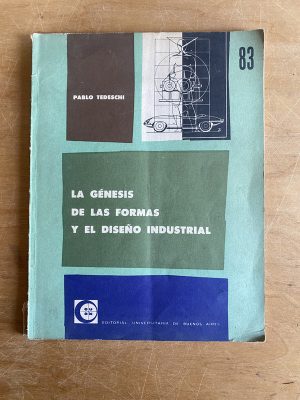 83
PABLO TEDESCHI
LA GÉNESIS
DE LAS FORMAS
Y EL DISEÑO INDUSTRIAL
EDITORIAL UNIVERSITARIA DE BUENOS AIRES